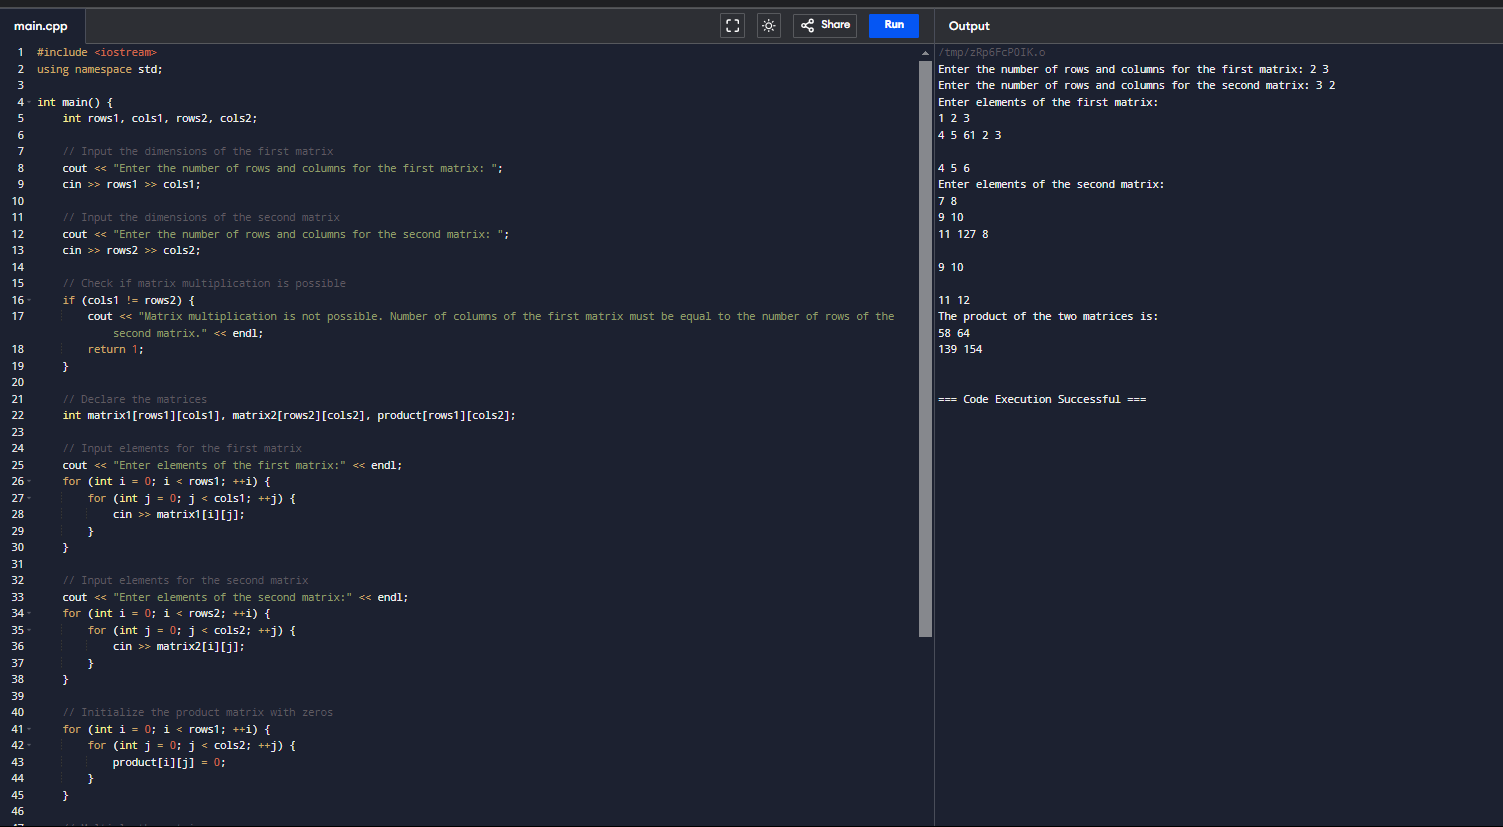 main.cpp
Share
Run
Output
1 #include <iostream>
2 using namespace std;
3
4 int main() {
5 int rows1, cols1, rows2, cols2;
6
7 // Input the dimensions of the first matrix
8 cout << "Enter the number of rows and columns for the first matrix: ";
9 cin >> rows1 >> cols1;
10
11 // Input the dimensions of the second matrix
12 cout << "Enter the number of rows and columns for the second matrix: ";
13 cin >> rows2 >> cols2;
14
15 // Check if matrix multiplication is possible
16 if (cols1 != rows2) {
17 cout << "Matrix multiplication is not possible. Number of columns of the first matrix must be equal to the number of rows of the
second matrix." << endl;
18 return 1;
19 }
20
21 // Declare the matrices
22 int matrix1[rows1][cols1], matrix2[rows2][cols2], product[rows1][cols2];
23
24 // Input elements for the first matrix
25 cout << "Enter elements of the first matrix:" << endl;
26 for (int i = 0; i < rows1; ++i) {
27 for (int j = 0; j < cols1; ++j) {
28 cin >> matrix1[i][j];
29 }
30 }
31
32 // Input elements for the second matrix
33 cout << "Enter elements of the second matrix:" << endl;
34 for (int i = 0; i < rows2; ++i) {
35 for (int j = 0; j < cols2; ++j) {
36 cin >> matrix2[i][j];
37 }
38 }
39
40 // Initialize the product matrix with zeros
41 for (int i = 0; i < rows1; ++i) {
42 for (int j = 0; j < cols2; ++j) {
43 product[i][j] = 0;
44 }
45 }
46
/tmp/zRp6FcPOIK.o
Enter the number of rows and columns for the first matrix: 2 3
Enter the number of rows and columns for the second matrix: 3 2
Enter elements of the first matrix:
1 2 3
4 5 61 2 3
4 5 6
Enter elements of the second matrix:
7 8
9 10
11 127 8
9 10
11 12
The product of the two matrices is:
58 64
139 154
=== Code Execution Successful ===